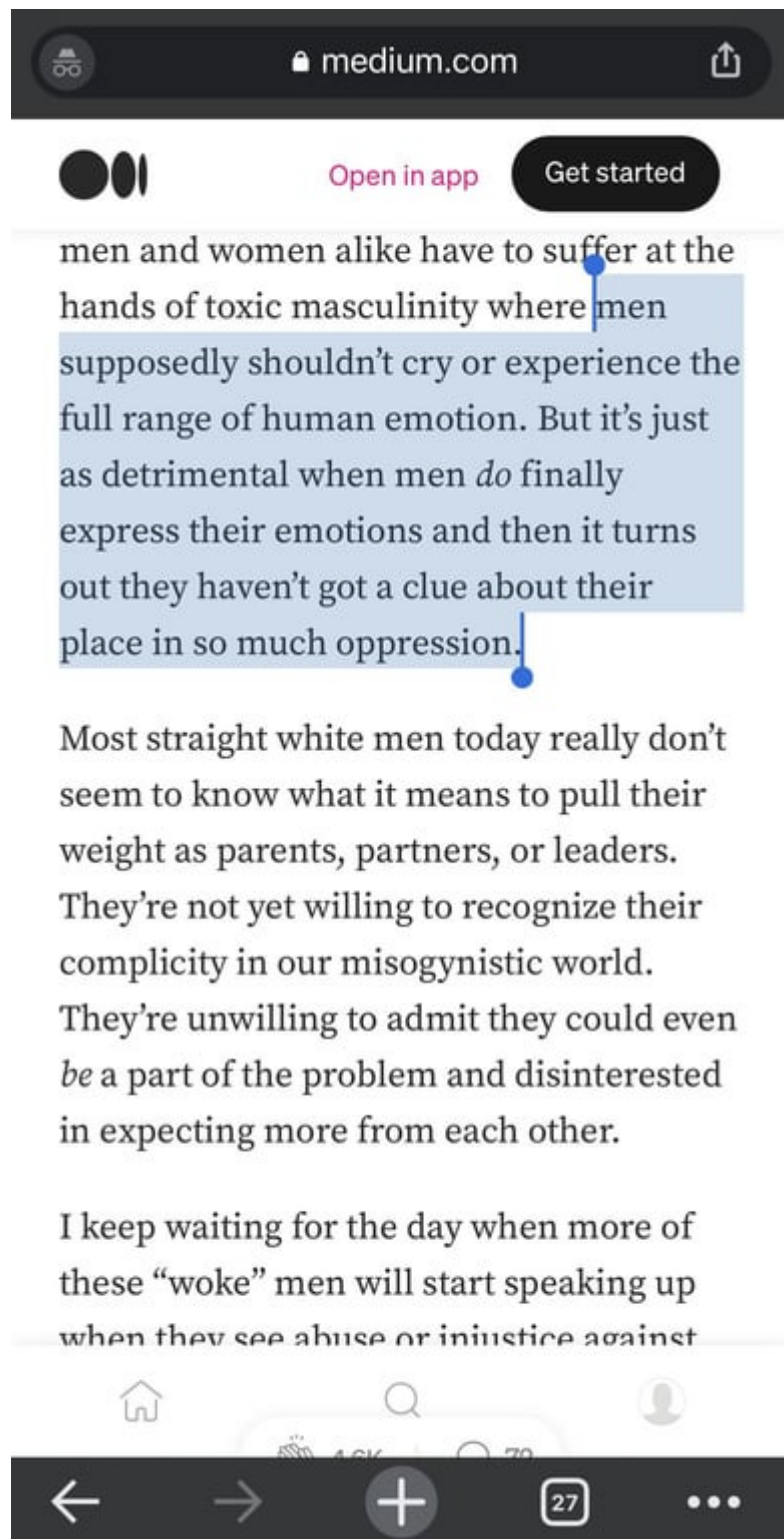 medium.com
Open in app
Get started
men and women alike have to suffer at the
hands of toxic masculinity where men
supposedly shouldn’t cry or experience the
full range of human emotion. But it’s just
as detrimental when men do finally
express their emotions and then it turns
out they haven’t got a clue about their
place in so much oppression.
Most straight white men today really don’t
seem to know what it means to pull their
weight as parents, partners, or leaders.
They’re not yet willing to recognize their
complicity in our misogynistic world.
They’re unwilling to admit they could even
be a part of the problem and disinterested
in expecting more from each other.
I keep waiting for the day when more of
these “woke” men will start speaking up
when they see abuse or injustice against
27